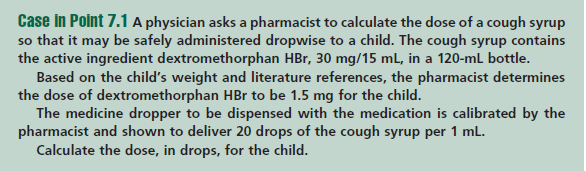 Case in Point 7.1 A physician asks a pharmacist to calculate the dose of a cough syrup
so that it may be safely administered dropwise to a child. The cough syrup contains
the active ingredient dextromethorphan HBr, 30 mg/15 mL, in a 120-mL bottle.
Based on the child's weight and literature references, the pharmacist determines
the dose of dextromethorphan HBr to be 1.5 mg for the child.
The medicine dropper to be dispensed with the medication is calibrated by the
pharmacist and shown to deliver 20 drops of the cough syrup per 1 mL.
Calculate the dose, in drops, for the child.